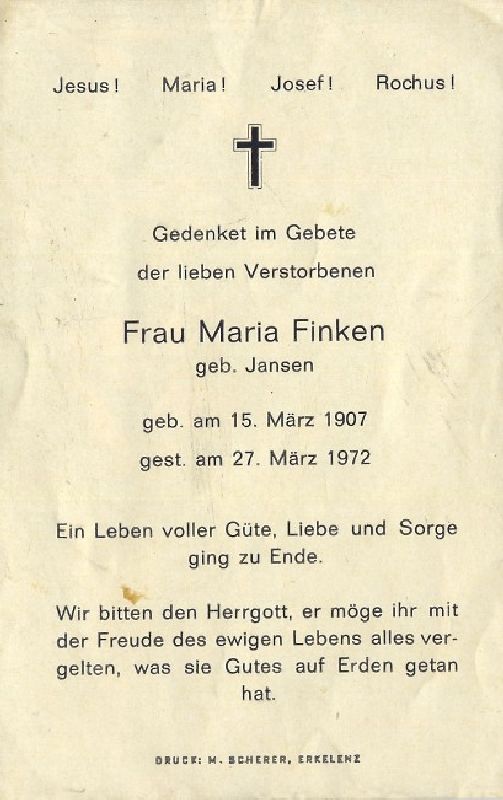 Jesus! Maria! Josef! Rochus!
Gedenket im Gebete
der lieben Verstorbenen
Frau Maria Finken
geb. Jansen
geb. am 15. März 1907
gest. am 27. März 1972
Ein Leben voller Güte, Liebe und Sorge
ging zu Ende.
Wir bitten den Herrgott, er möge ihr mit
der Freude des ewigen Lebens alles ver-
gelten, was sie Gutes auf Erden getan
hat.
DRUCK: M. SCHERER, ERKELENZ